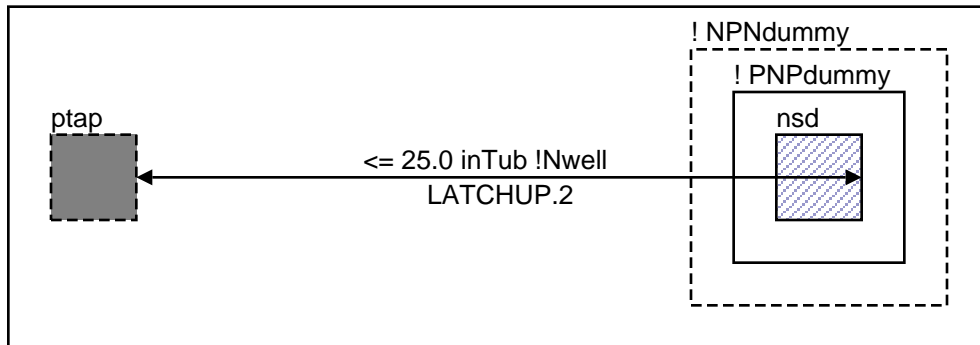 ! NPNdummy
! PNPdummy
ptap
nsd
<= 25.0 inTub !Nwell
LATCHUP.2